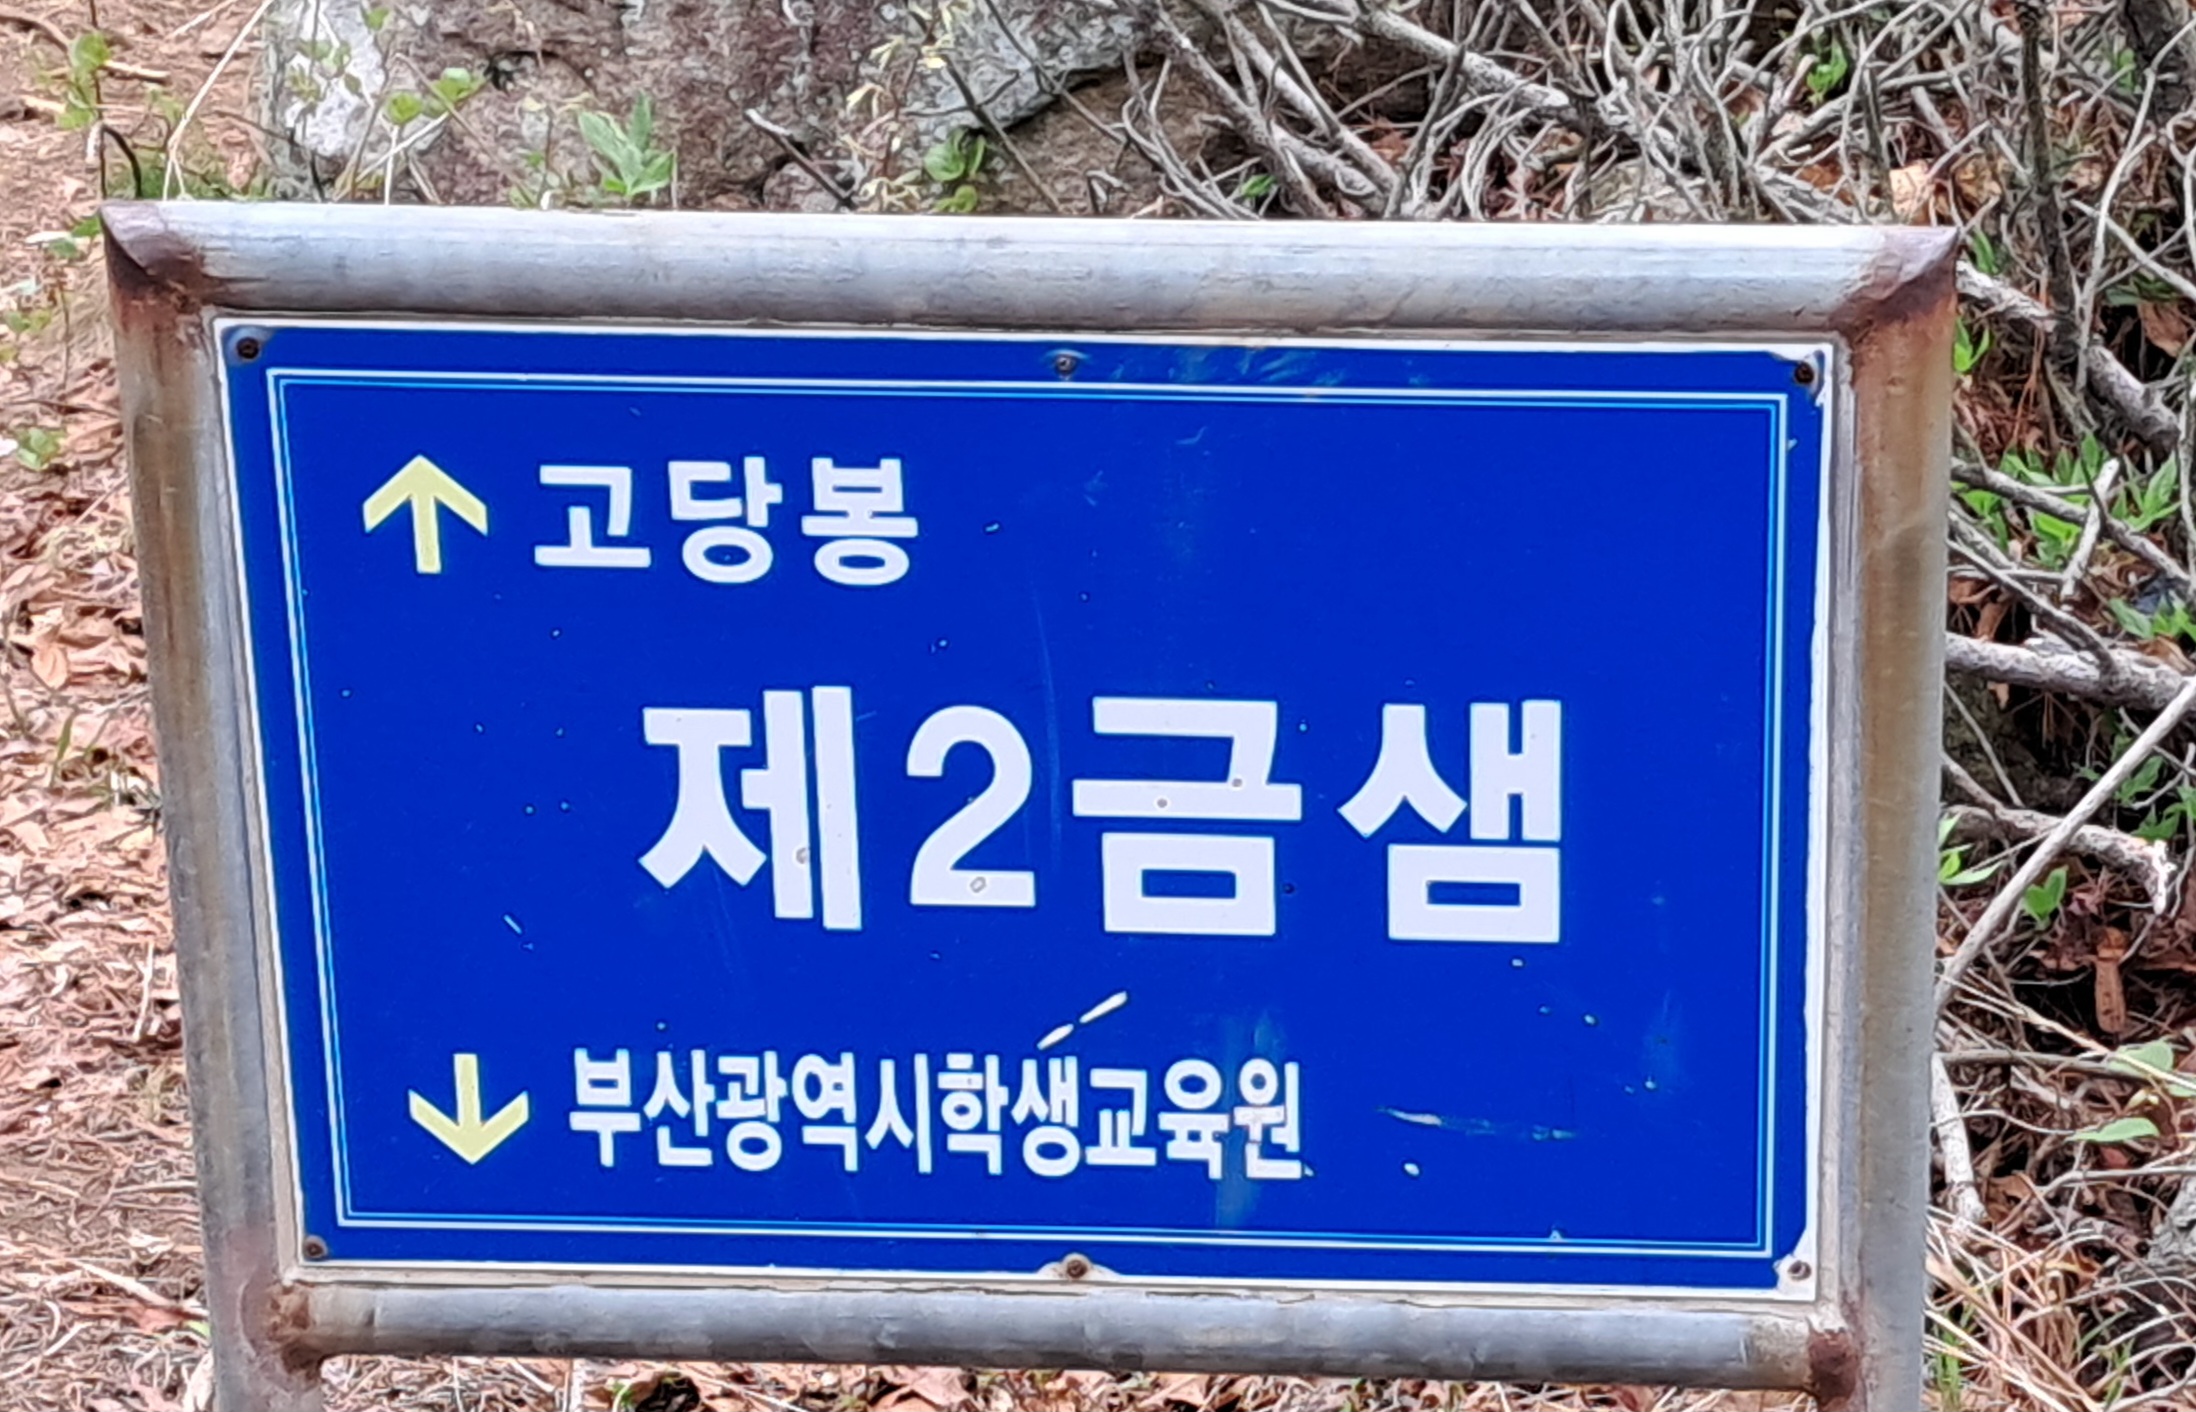 ↑ 고당봉
제2금샘
↓ 부산광역시학생교육원